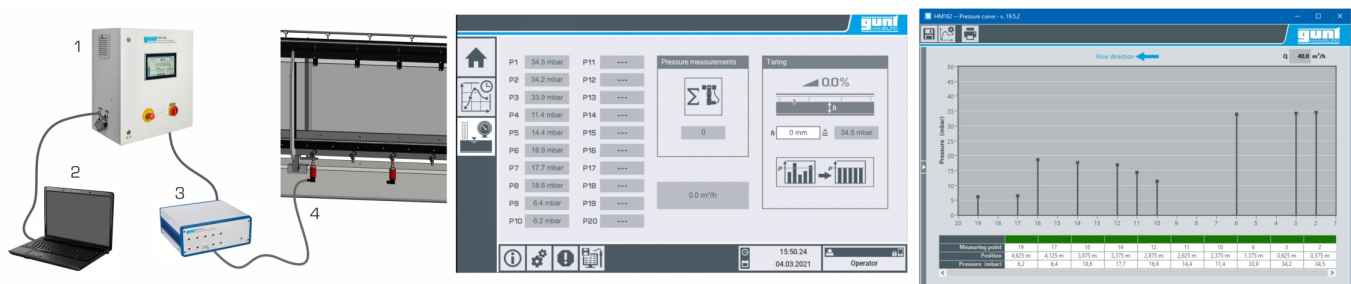 1
2
3
4
gunt
HAMBURG
P1 34.5 mbar P11 ---
P2 34.2 mbar P12 ---
P3 33.9 mbar P13 ---
P4 11.4 mbar P14 ---
P5 14.4 mbar P15 ---
P6 16.9 mbar P16 ---
P7 17.7 mbar P17 ---
P8 18.6 mbar P18 ---
P9 6.4 mbar P19 ---
P10 6.2 mbar P20 ---
Pressure measurements
Σ
0
0.0 m³/h
Taring
0.0%
h
h 0 mm ≙ 34.5 mbar
P P
15:50.24
04.03.2021
Operator
HM162 -- Pressure curve - v. 19.5.2
gunt
HAMBURG
Flow direction
Q 40,0 m³/h
Pressure (mbar)
50
45
40
35
30
25
20
15
10
5
0
20 19 18 17 16 15 14 13 12 11 10 9 8 7 6 5 4 3 2 1
Measuring point 19 17 16 14 12 11 10 6 3 2
Position 4,625 m 4,125 m 3,875 m 3,375 m 2,875 m 2,625 m 2,375 m 1,375 m 0,625 m 0,375 m
Pressure (mbar) 6,2 6,4 18,6 17,7 16,9 14,4 11,4 33,9 34,2 34,5